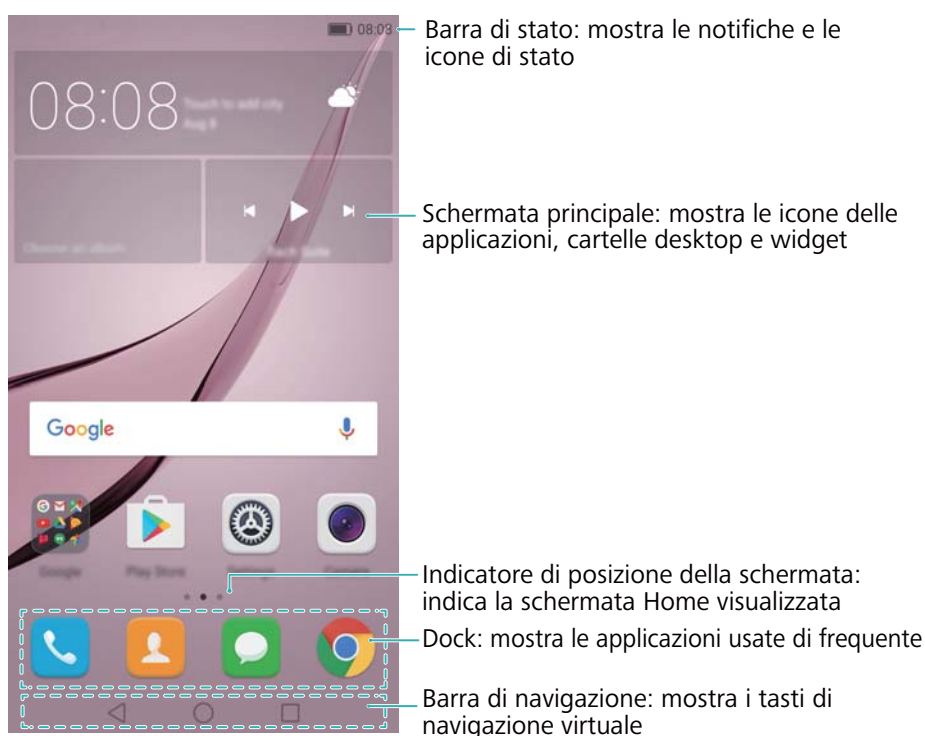 08:03
Barra di stato: mostra le notifiche e le
icone di stato
08:08
Touch to add city
Aug 8
Schermata principale: mostra le icone delle
applicazioni, cartelle desktop e widget
Choose an album
Google
Google
Play Store
Settings
Camera
Indicatore di posizione della schermata:
indica la schermata Home visualizzata
Dock: mostra le applicazioni usate di frequente
Barra di navigazione: mostra i tasti di
navigazione virtuale